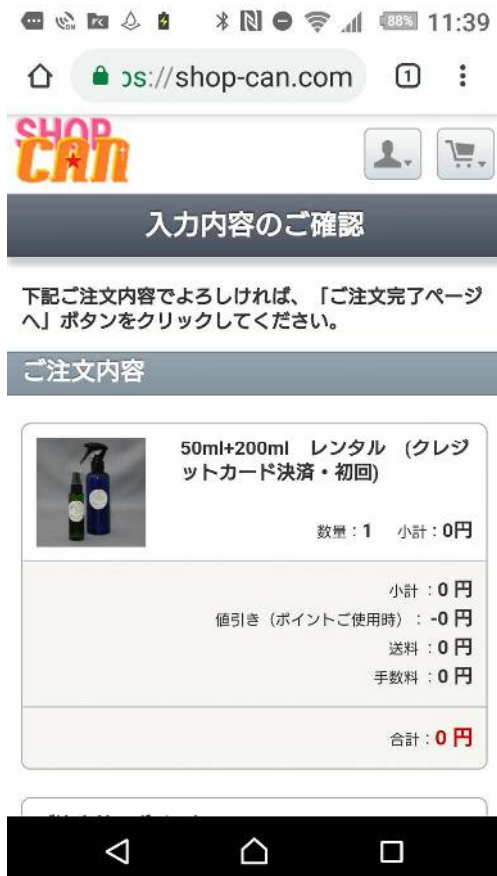 88% 11:39
ps://shop-can.com 1
SHOP
CAN
入力内容のご確認
下記ご注文内容でよろしければ、「ご注文完了ページ
へ」ボタンをクリックしてください。
ご注文内容
50ml+200ml レンタル (クレジ
ットカード決済・初回)
数量:1 小計:0円
小計:0 円
値引き(ポイントご使用時):-0 円
送料:0 円
手数料:0 円
合計:0 円